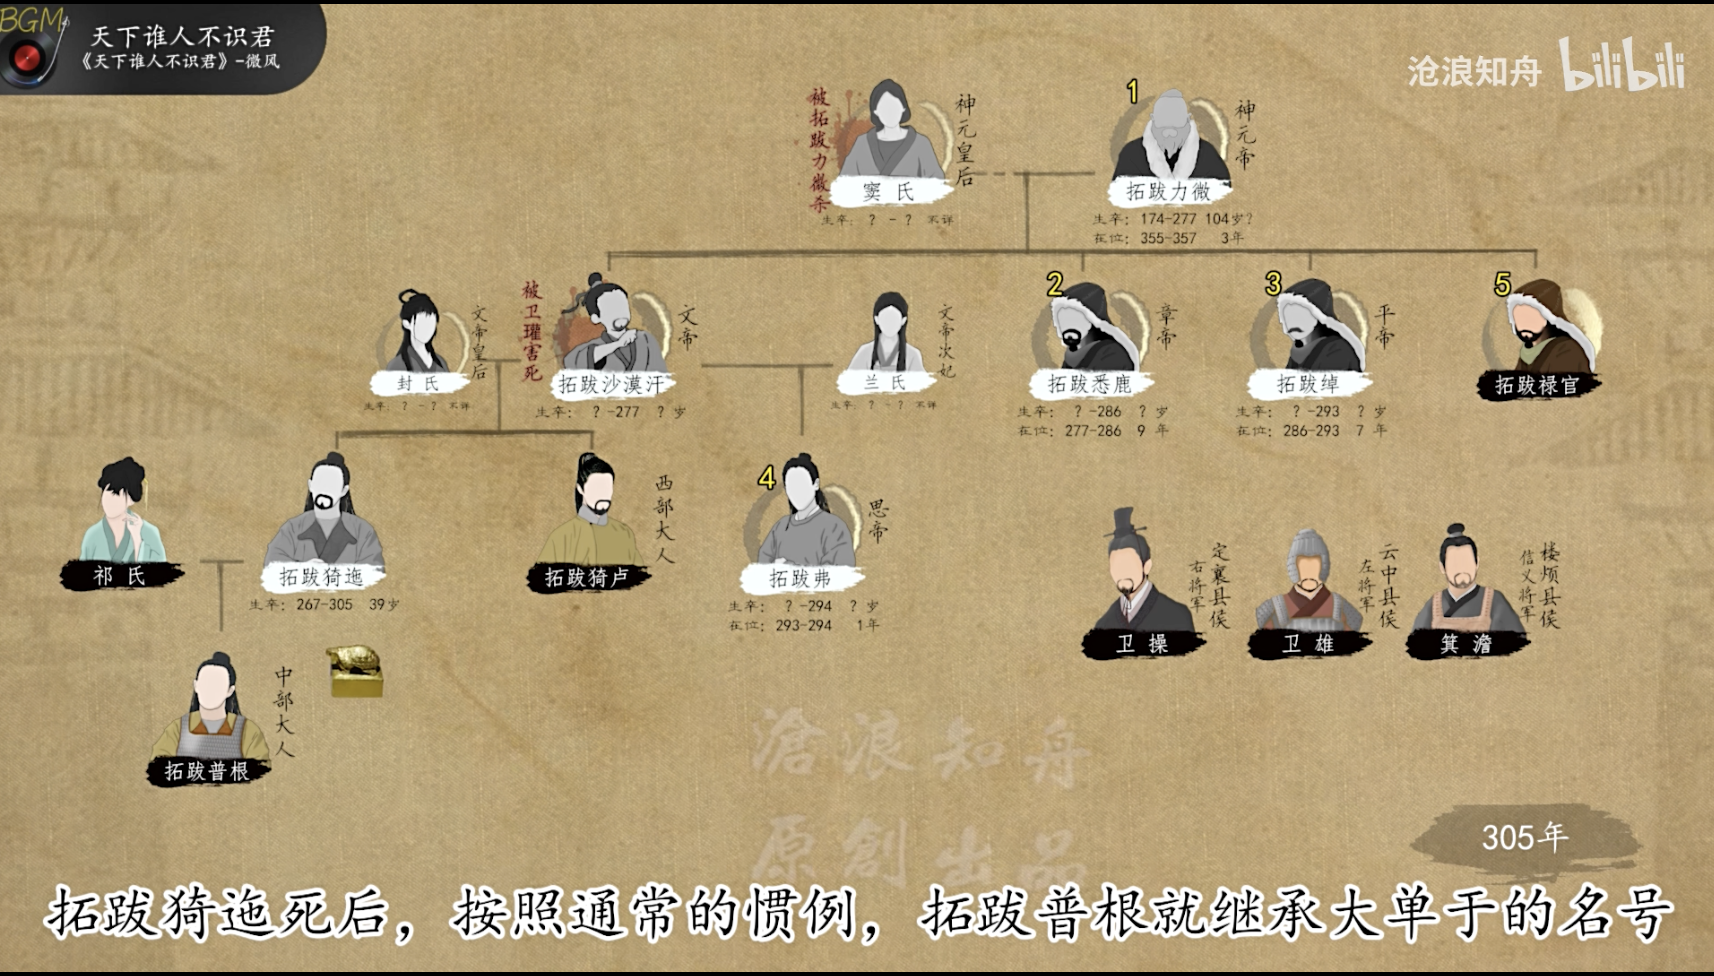 BGM
天下谁人不识君
《天下谁人不识君》-微风
沧浪知舟 bilibili
被拓跋力微杀
神元皇后
窦氏
生卒: ? - ? 不详
1
神元帝
拓跋力微
生卒: 174-277 104岁?
在位: 355-357 3年
文帝皇后
封氏
生卒: ? - ? 不详
被卫瓘害死
文帝
拓跋沙漠汗
生卒: ? -277 ? 岁
文帝次妃
兰氏
生卒: ? - ? 不详
2
章帝
拓跋悉鹿
生卒: ? -286 ? 岁
在位: 277-286 9 年
3
平帝
拓跋绰
生卒: ? -293 ? 岁
在位: 286-293 7 年
5
拓跋禄官
祁氏
拓跋猗迤
生卒: 267-305 39岁
西部大人
拓跋猗卢
4
思帝
拓跋弗
生卒: ? -294 ? 岁
在位: 293-294 1年
定襄县侯
右将军
卫操
云中县侯
左将军
卫雄
楼烦县侯
信义将军
箕澹
中部大人
拓跋普根
沧浪知舟
原創出品
305年
拓跋猗迤死后，按照通常的惯例，拓跋普根就继承大单于的名号